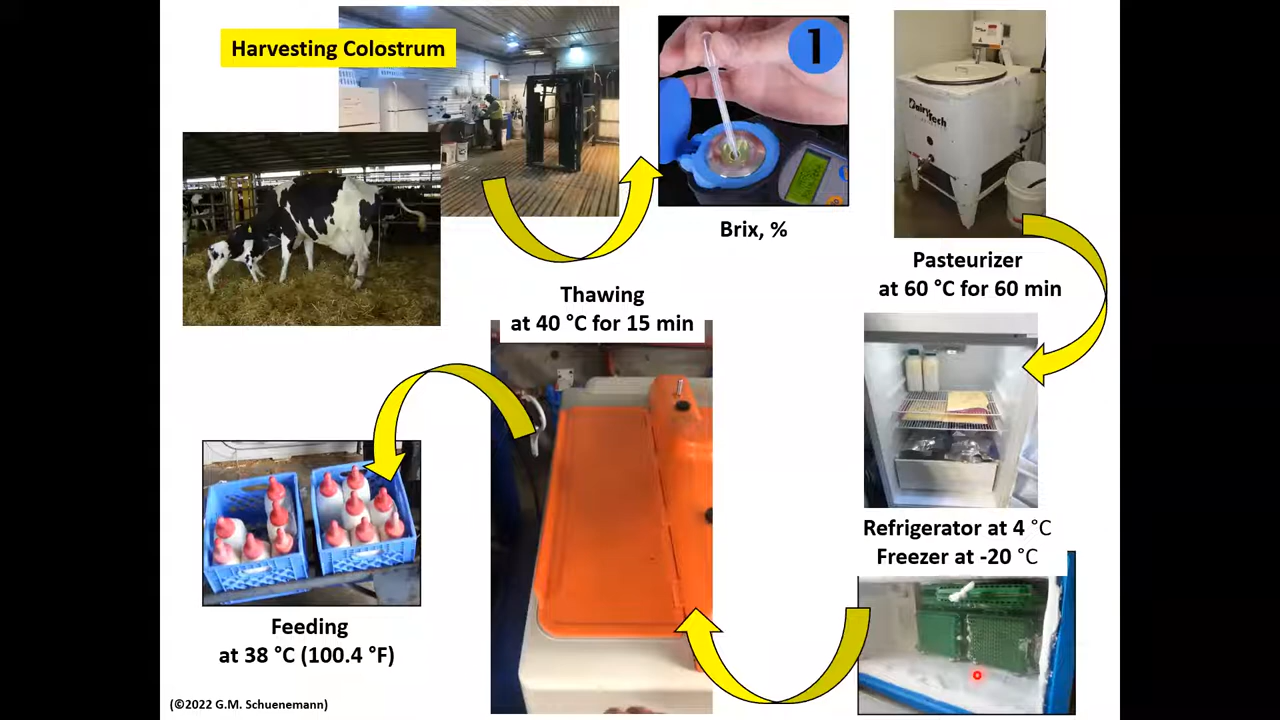 Harvesting Colostrum
1
Brix, %
DairyTech
Pasteurizer
at 60 °C for 60 min
Thawing
at 40 °C for 15 min
Refrigerator at 4 °C
Freezer at -20 °C
Feeding
at 38 °C (100.4 °F)
(©2022 G.M. Schuenemann)